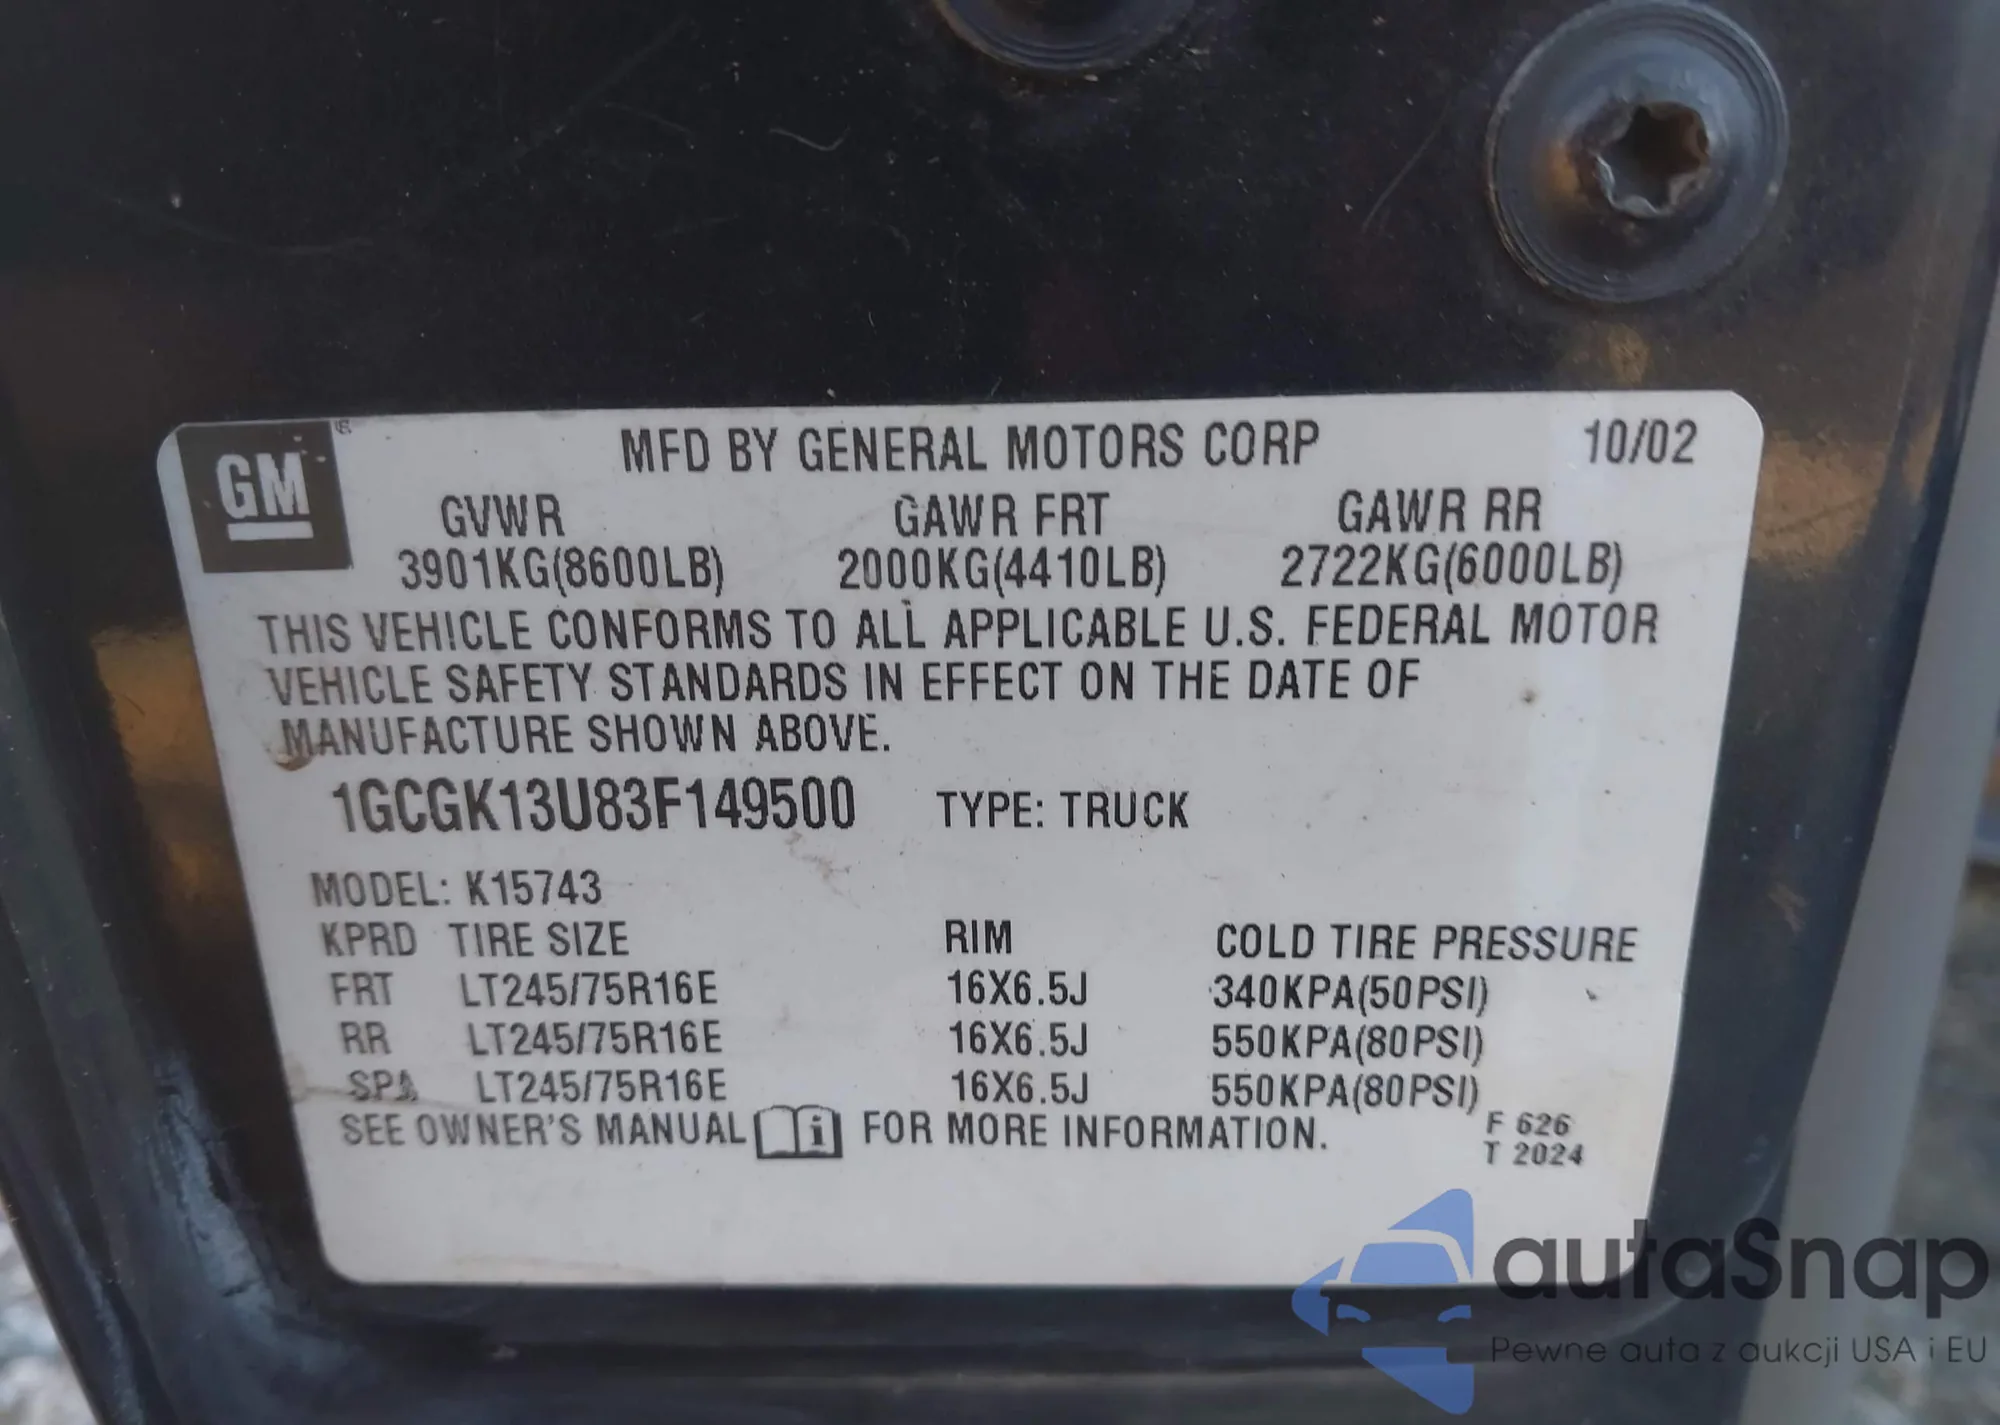 GM
MFD BY GENERAL MOTORS CORP 10/02
GVWR GAWR FRT GAWR RR
3901KG(8600LB) 2000KG(4410LB) 2722KG(6000LB)
THIS VEHICLE CONFORMS TO ALL APPLICABLE U.S. FEDERAL MOTOR
VEHICLE SAFETY STANDARDS IN EFFECT ON THE DATE OF
MANUFACTURE SHOWN ABOVE.
1GCGK13U83F149500 TYPE: TRUCK
MODEL: K15743
KPRD TIRE SIZE RIM COLD TIRE PRESSURE
FRT LT245/75R16E 16X6.5J 340KPA(50PSI)
RR LT245/75R16E 16X6.5J 550KPA(80PSI)
SPA LT245/75R16E 16X6.5J 550KPA(80PSI)
SEE OWNER'S MANUAL i FOR MORE INFORMATION.
F 626
T 2024
autaSnap
Pewne auta z aukcji USA i EU